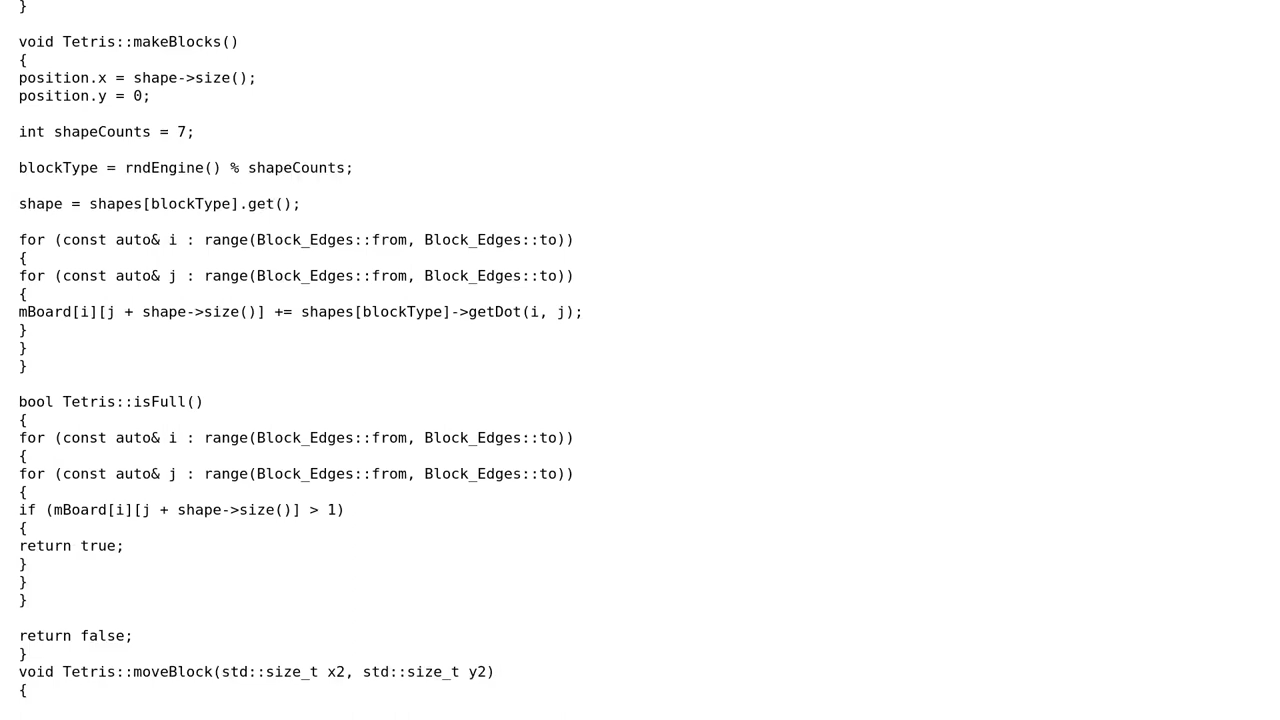 }
void Tetris::makeBlocks()
{
position.x = shape->size();
position.y = 0;
int shapeCounts = 7;
blockType = rndEngine() % shapeCounts;
shape = shapes[blockType].get();
for (const auto& i : range(Block_Edges::from, Block_Edges::to))
{
for (const auto& j : range(Block_Edges::from, Block_Edges::to))
{
mBoard[i][j + shape->size()] += shapes[blockType]->getDot(i, j);
}
}
}
bool Tetris::isFull()
{
for (const auto& i : range(Block_Edges::from, Block_Edges::to))
{
for (const auto& j : range(Block_Edges::from, Block_Edges::to))
{
if (mBoard[i][j + shape->size()] > 1)
{
return true;
}
}
}
return false;
}
void Tetris::moveBlock(std::size_t x2, std::size_t y2)
{